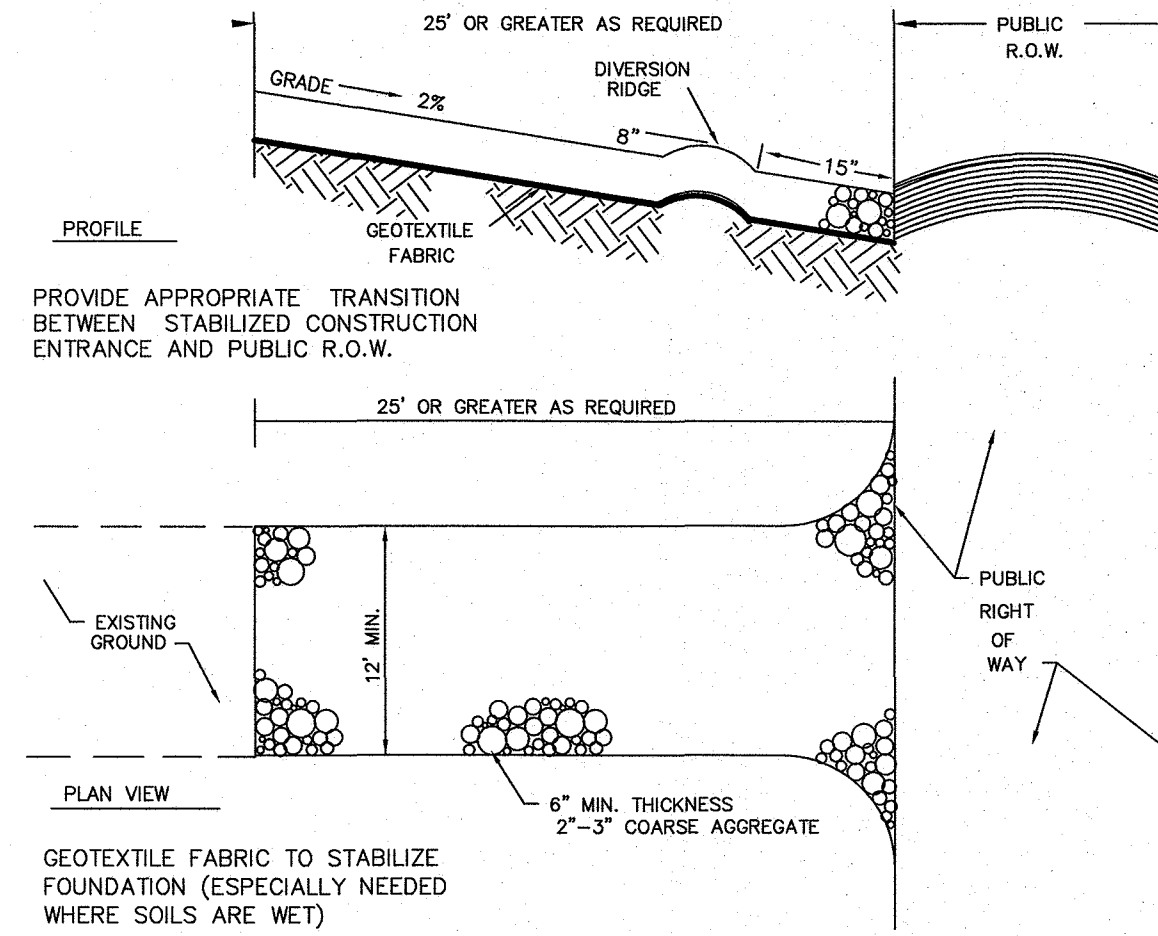 25' OR GREATER AS REQUIRED
PUBLIC
R.O.W.
DIVERSION
RIDGE
GRADE
2%
8"
15"
PROFILE
GEOTEXTILE
FABRIC
PROVIDE APPROPRIATE TRANSITION
BETWEEN STABILIZED CONSTRUCTION
ENTRANCE AND PUBLIC R.O.W.
25' OR GREATER AS REQUIRED
EXISTING
GROUND
12' MIN.
PUBLIC
RIGHT
OF
WAY
PLAN VIEW
6" MIN. THICKNESS
2"-3" COARSE AGGREGATE
GEOTEXTILE FABRIC TO STABILIZE
FOUNDATION (ESPECIALLY NEEDED
WHERE SOILS ARE WET)